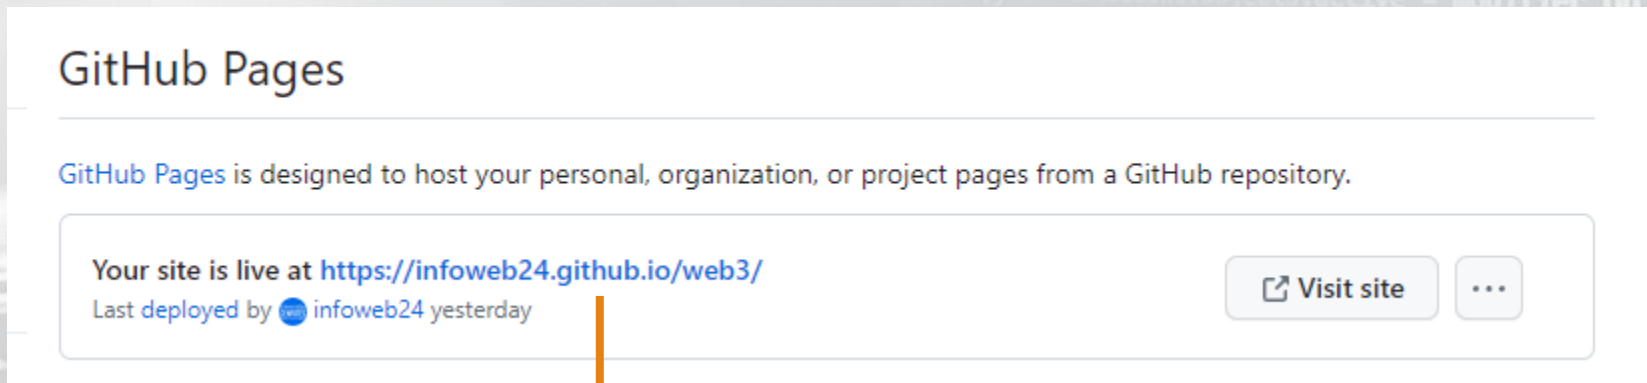 GitHub Pages
GitHub Pages is designed to host your personal, organization, or project pages from a GitHub repository.
Your site is live at https://infoweb24.github.io/web3/
Visit site
Last deployed by infoweb24 yesterday